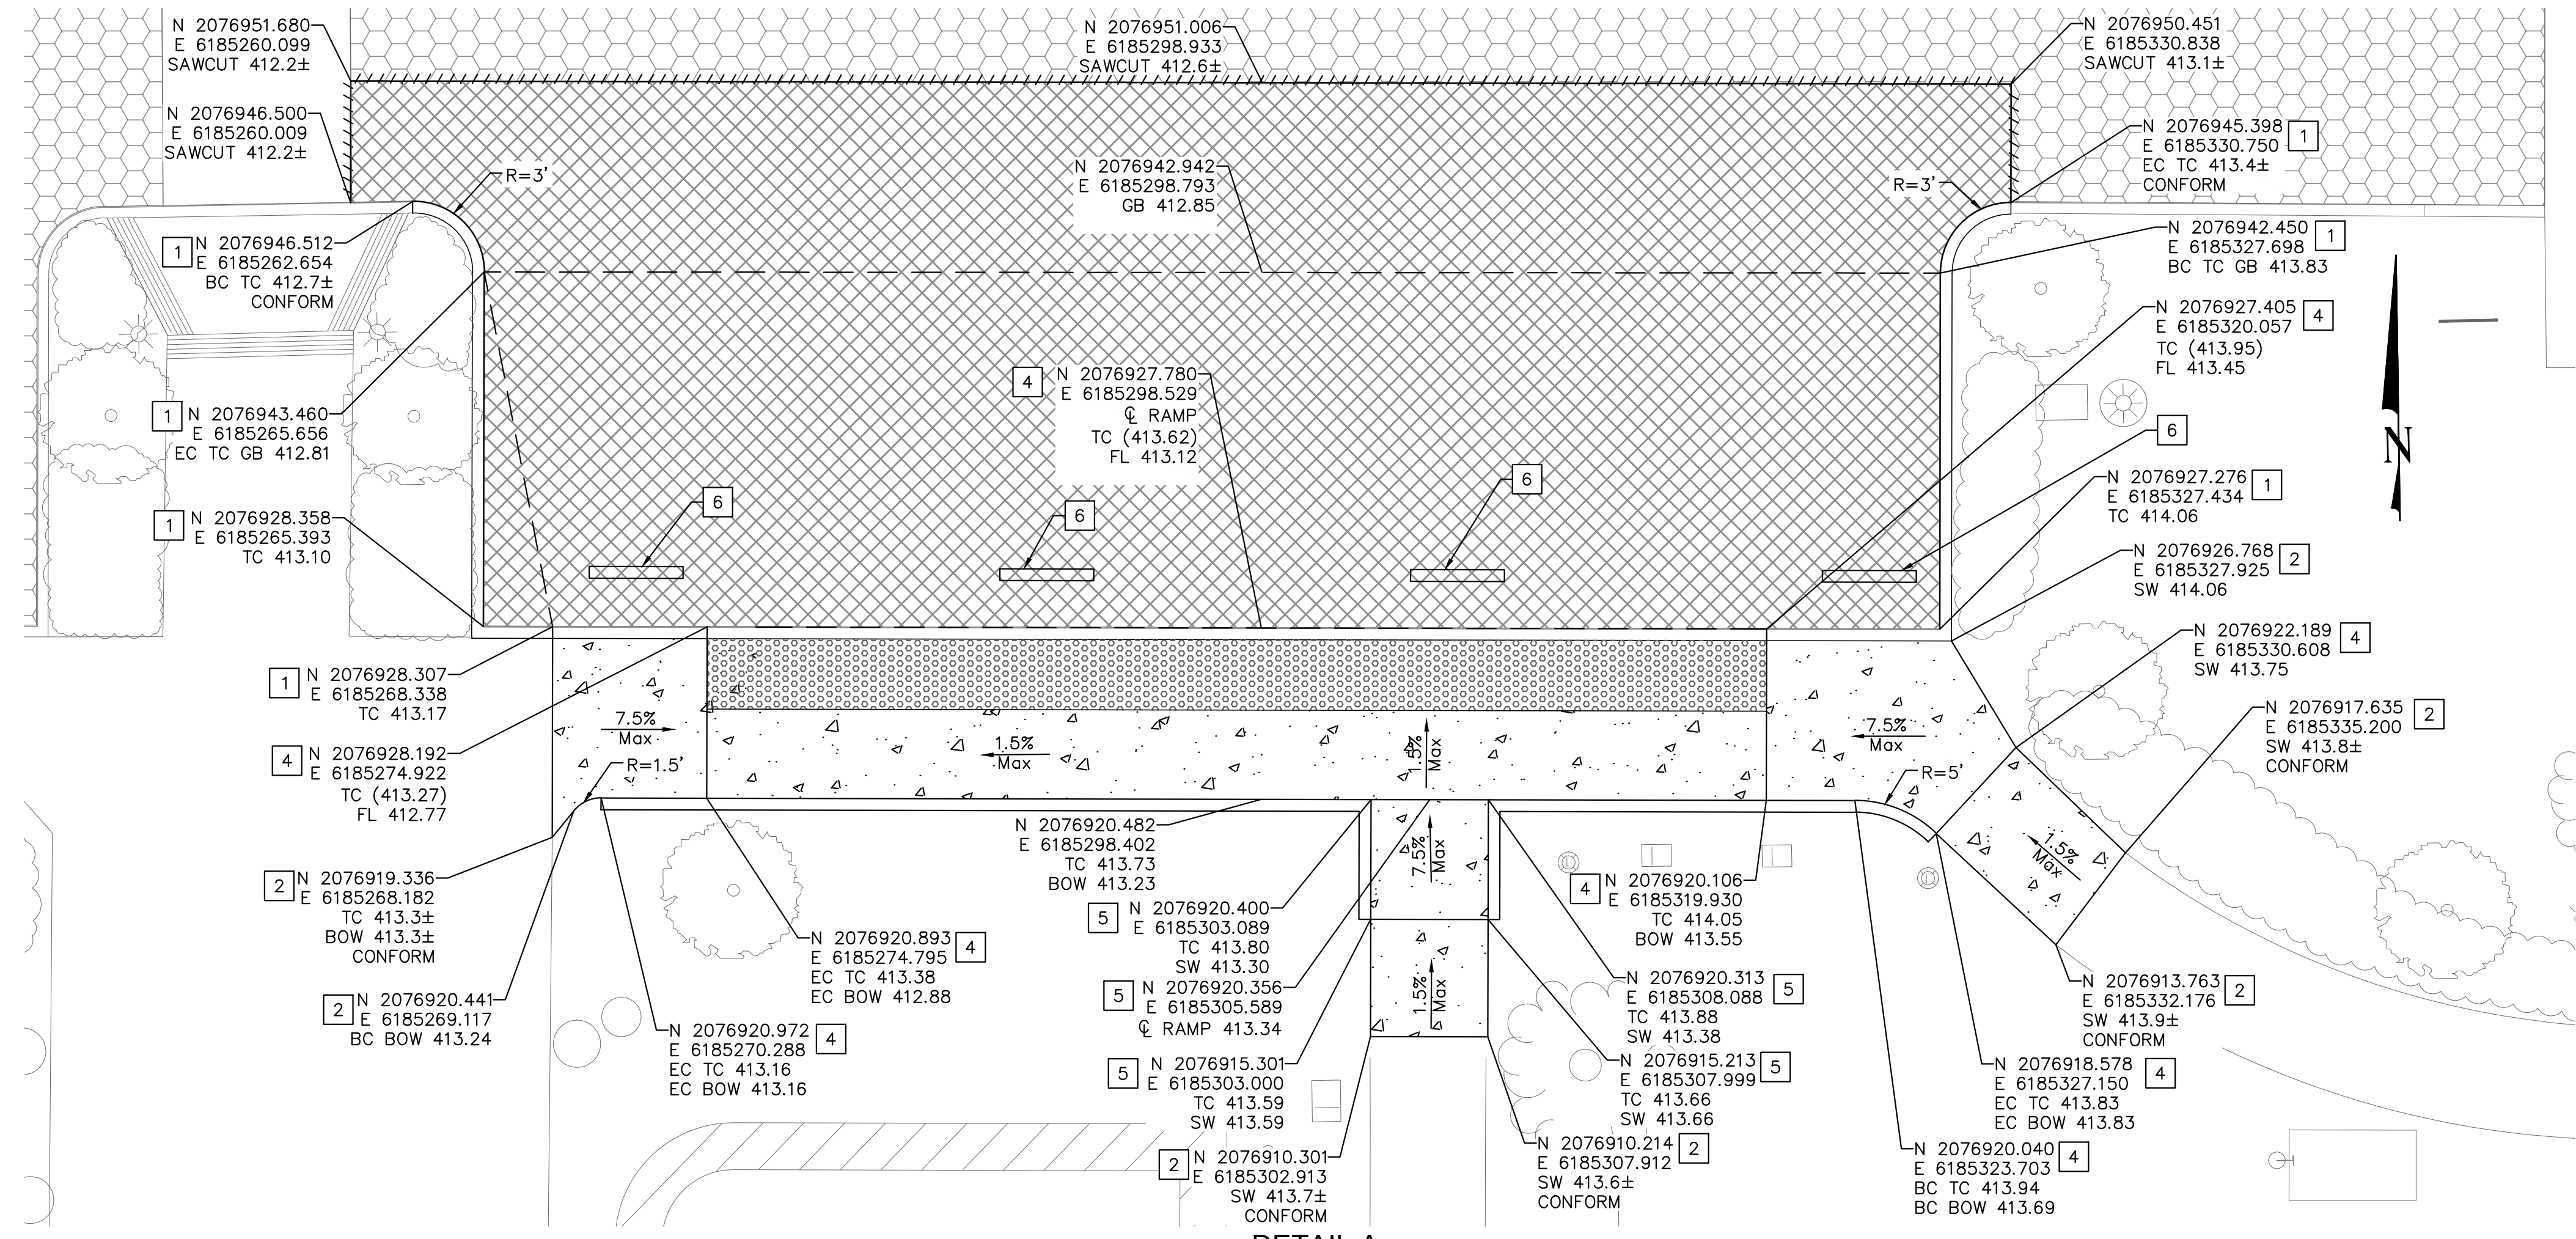 N 2076951.680
E 6185260.099
SAWCUT 412.2±
N 2076951.006
E 6185298.933
SAWCUT 412.6±
N 2076950.451
E 6185330.838
SAWCUT 413.1±
N 2076946.500
E 6185260.009
SAWCUT 412.2±
R=3'
N 2076942.942
E 6185298.793
GB 412.85
R=3'
N 2076945.398
E 6185330.750
EC TC 413.4±
CONFORM
1
1
N 2076946.512
E 6185262.654
BC TC 412.7±
CONFORM
N 2076942.450
E 6185327.698
BC TC GB 413.83
1
N 2076927.405
E 6185320.057
TC (413.95)
FL 413.45
4
1
N 2076943.460
E 6185265.656
EC TC GB 412.81
4
N 2076927.780
E 6185298.529
℄ RAMP
TC (413.62)
FL 413.12
6
N
1
N 2076928.358
E 6185265.393
TC 413.10
6
6
6
N 2076927.276
E 6185327.434
TC 414.06
1
N 2076926.768
E 6185327.925
SW 414.06
2
N 2076922.189
E 6185330.608
SW 413.75
4
1
N 2076928.307
E 6185268.338
TC 413.17
7.5%
Max
1.5%
Max
1.5%
Max
7.5%
Max
N 2076917.635
E 6185335.200
SW 413.8±
CONFORM
2
4
N 2076928.192
E 6185274.922
TC (413.27)
FL 412.77
R=1.5'
R=5'
2
N 2076919.336
E 6185268.182
TC 413.3±
BOW 413.3±
CONFORM
N 2076920.482
E 6185298.402
TC 413.73
BOW 413.23
7.5%
Max
4
N 2076920.106
E 6185319.930
TC 414.05
BOW 413.55
1.5%
Max
N 2076920.893
E 6185274.795
EC TC 413.38
EC BOW 412.88
4
5
N 2076920.400
E 6185303.089
TC 413.80
SW 413.30
2
N 2076920.441
E 6185269.117
BC BOW 413.24
5
N 2076920.356
E 6185305.589
℄ RAMP 413.34
1.5%
Max
N 2076920.313
E 6185308.088
TC 413.88
SW 413.38
5
N 2076913.763
E 6185332.176
SW 413.9±
CONFORM
2
N 2076920.972
E 6185270.288
EC TC 413.16
EC BOW 413.16
4
5
N 2076915.301
E 6185303.000
TC 413.59
SW 413.59
N 2076915.213
E 6185307.999
TC 413.66
SW 413.66
5
N 2076918.578
E 6185327.150
EC TC 413.83
EC BOW 413.83
4
2
N 2076910.301
E 6185302.913
SW 413.7±
CONFORM
N 2076910.214
E 6185307.912
SW 413.6±
CONFORM
2
N 2076920.040
E 6185323.703
BC TC 413.94
BC BOW 413.69
4
DETAIL A